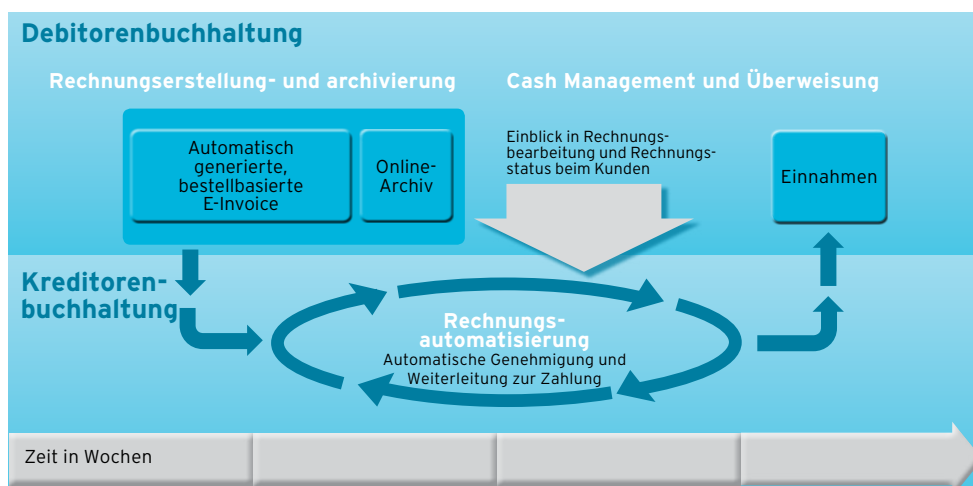 Debitorenbuchhaltung
Rechnungserstellung- und archivierung
Cash Management und Überweisung
Automatisch
generierte,
bestellbasierte
E-Invoice
Online-
Archiv
Einblick in Rechnungs-
bearbeitung und Rechnungs-
status beim Kunden
Einnahmen
Kreditoren-
buchhaltung
Rechnungs-
automatisierung
Automatische Genehmigung und
Weiterleitung zur Zahlung
Zeit in Wochen